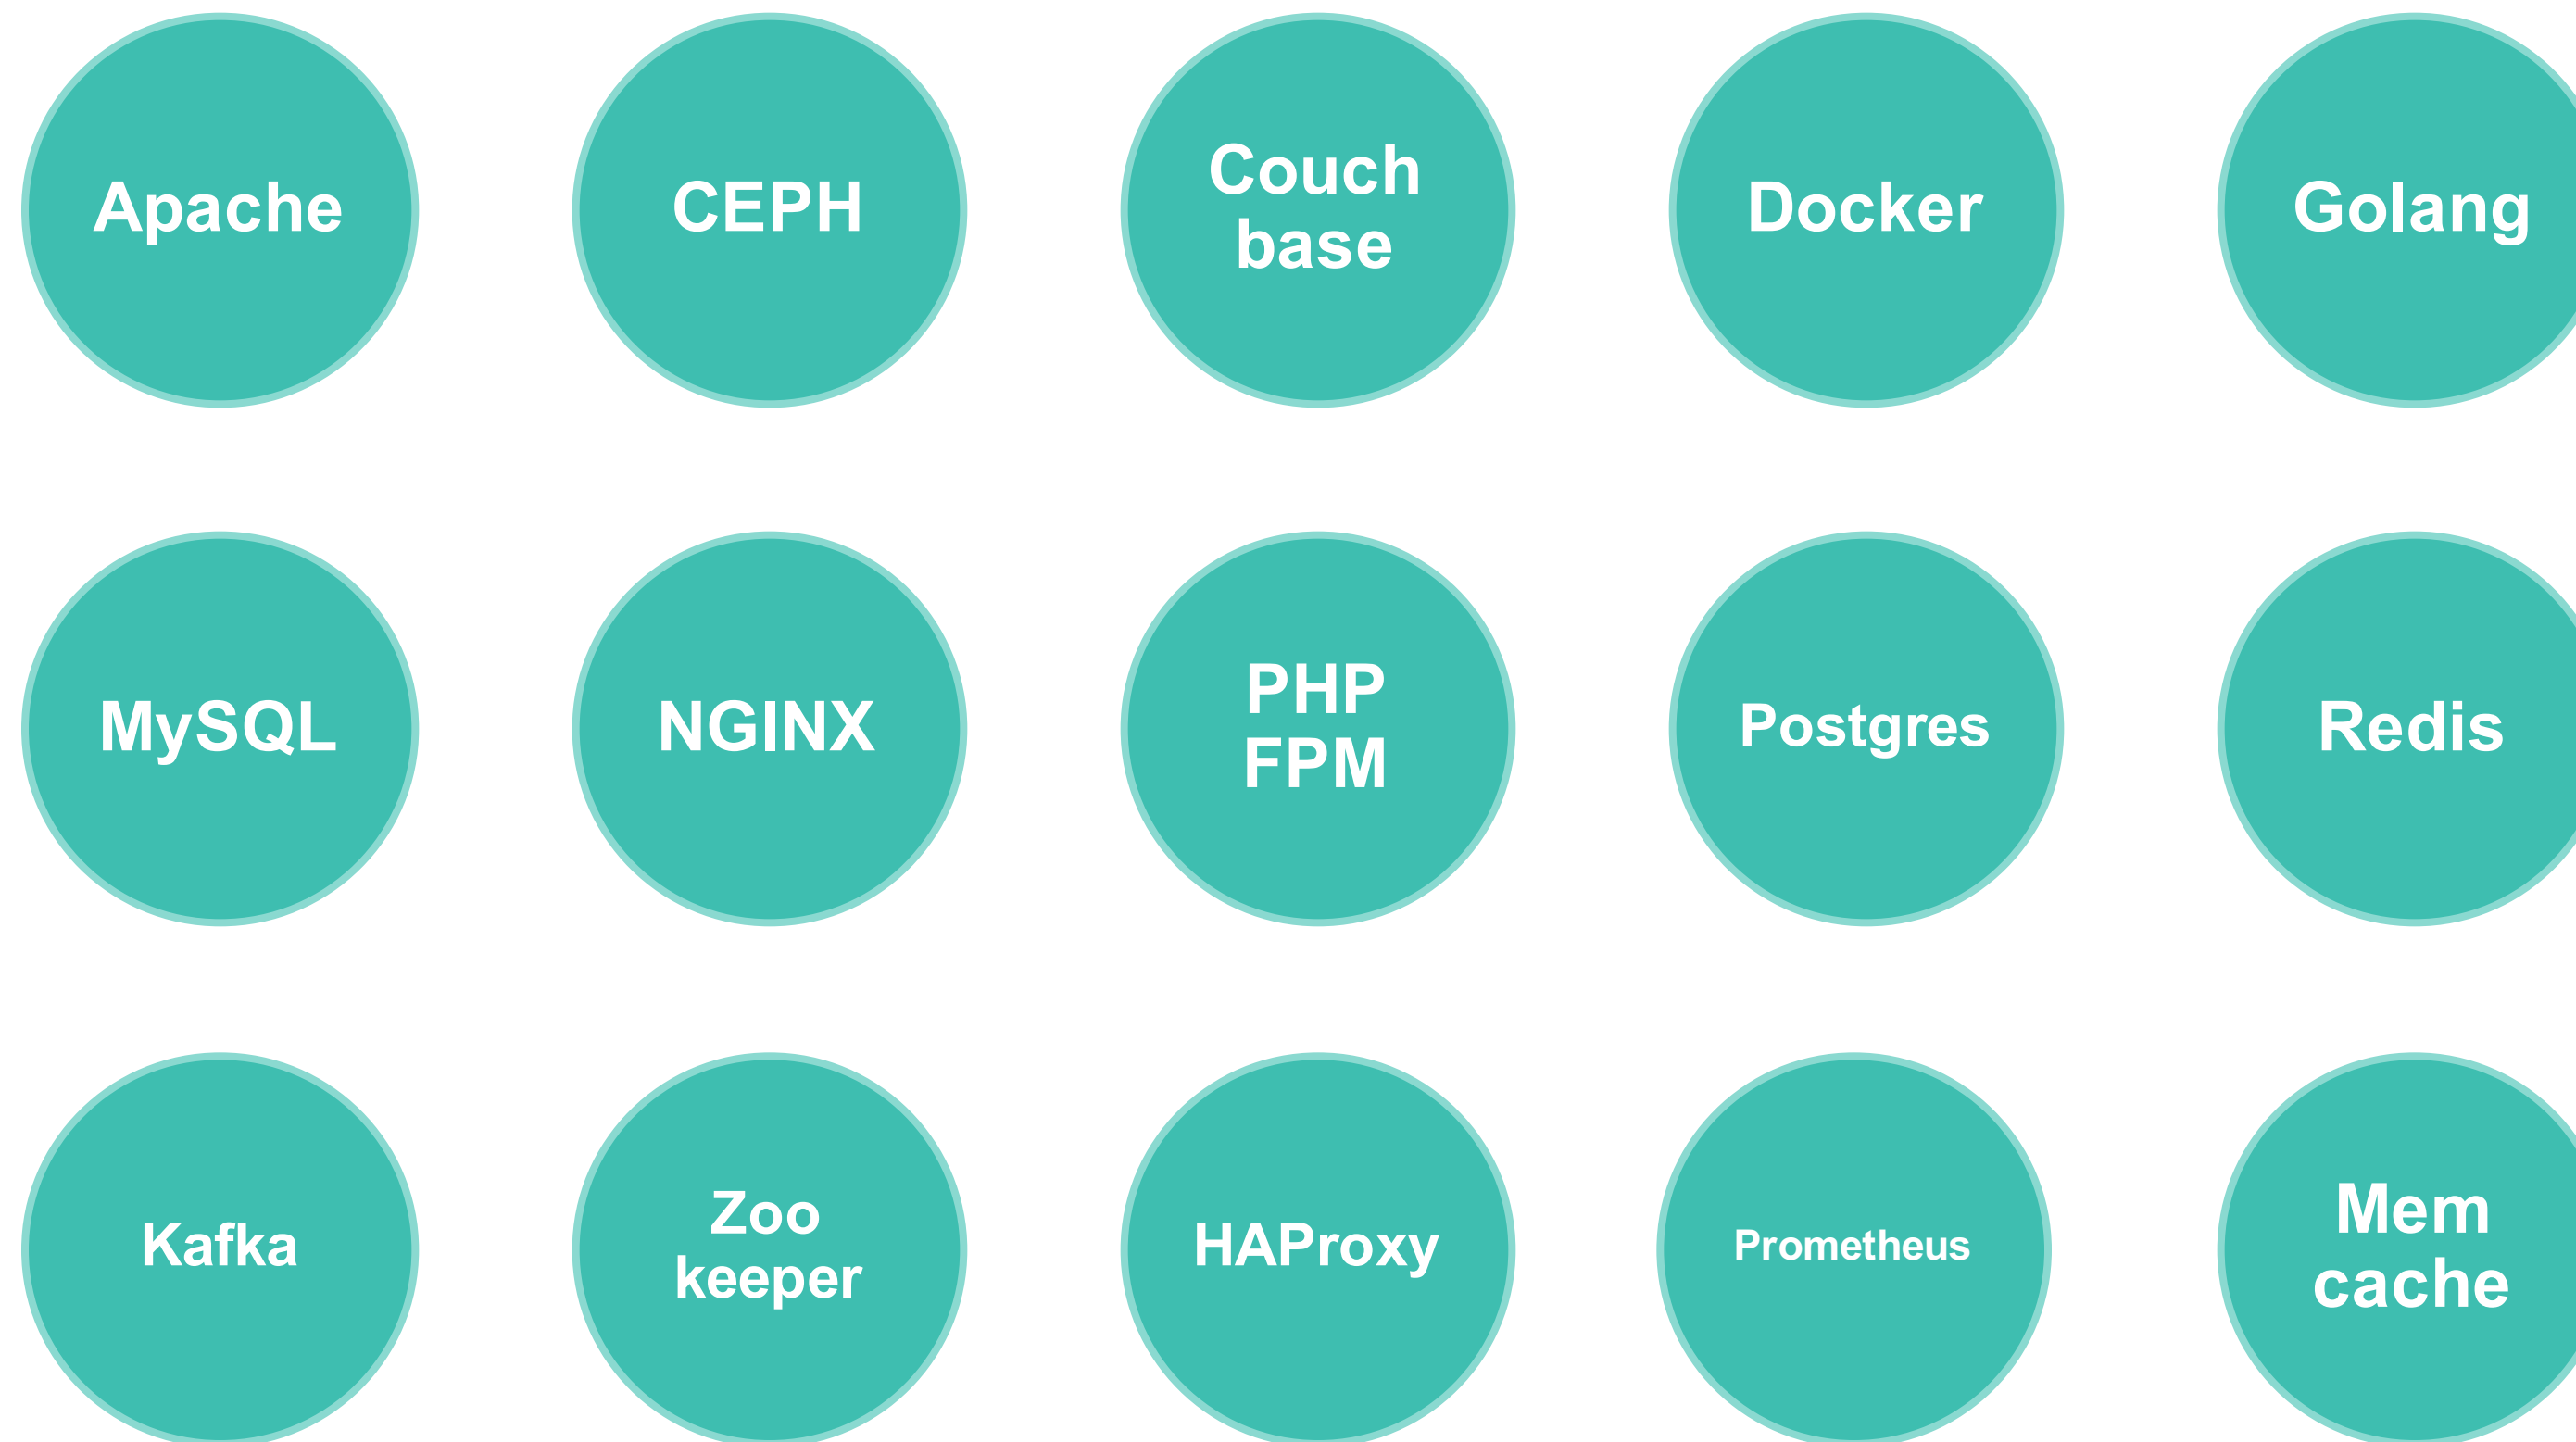 Apache
CEPH
Couch
base
Docker
Golang
MySQL
NGINX
PHP
FPM
Postgres
Redis
Kafka
Zoo
keeper
HAProxy
Prometheus
Mem
cache